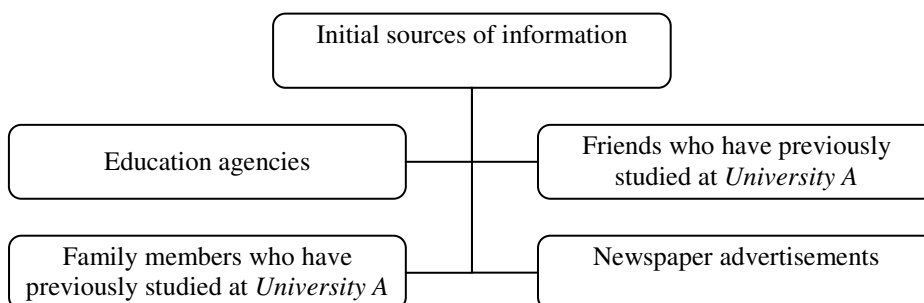 Initial sources of information
Education agencies
Friends who have previously
studied at University A
Family members who have
previously studied at University A
Newspaper advertisements